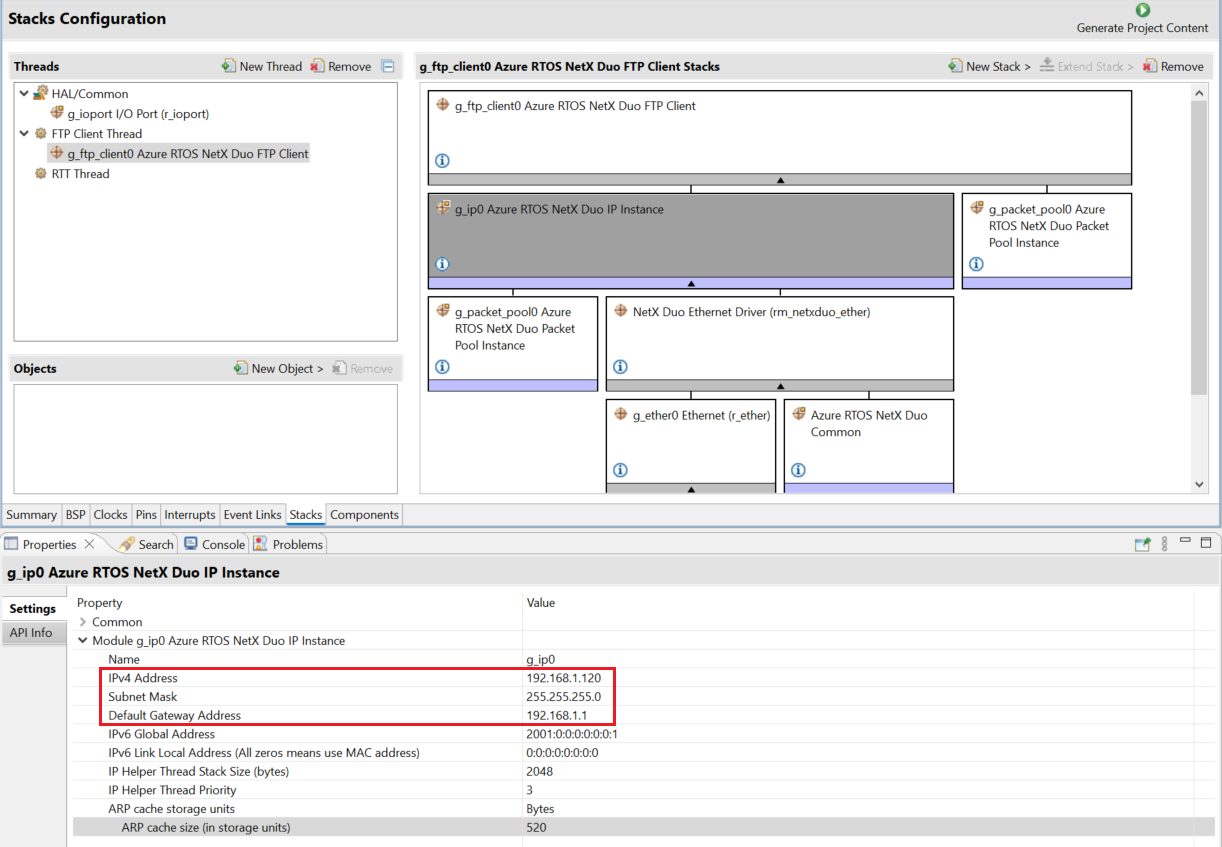 Stacks Configuration
Generate Project Content
Threads
New Thread
Remove
HAL/Common
g_ioport I/O Port (r_ioport)
FTP Client Thread
g_ftp_client0 Azure RTOS NetX Duo FTP Client
RTT Thread
Objects
New Object >
Remove
g_ftp_client0 Azure RTOS NetX Duo FTP Client Stacks
New Stack >
Extend Stack >
Remove
g_ftp_client0 Azure RTOS NetX Duo FTP Client
g_ip0 Azure RTOS NetX Duo IP Instance
g_packet_pool0 Azure
RTOS NetX Duo Packet
Pool Instance
g_packet_pool0 Azure
RTOS NetX Duo Packet
Pool Instance
NetX Duo Ethernet Driver (rm_netxduo_ether)
g_ether0 Ethernet (r_ether)
Azure RTOS NetX Duo
Common
Summary BSP Clocks Pins Interrupts Event Links Stacks Components
Properties Search Console Problems
g_ip0 Azure RTOS NetX Duo IP Instance
Settings
API Info
Property Value
Common
Module g_ip0 Azure RTOS NetX Duo IP Instance
Name g_ip0
IPv4 Address 192.168.1.120
Subnet Mask 255.255.255.0
Default Gateway Address 192.168.1.1
IPv6 Global Address 2001:0:0:0:0:0:0:1
IPv6 Link Local Address (All zeros means use MAC address) 0:0:0:0:0:0:0:0
IP Helper Thread Stack Size (bytes) 2048
IP Helper Thread Priority 3
ARP cache storage units Bytes
ARP cache size (in storage units) 520